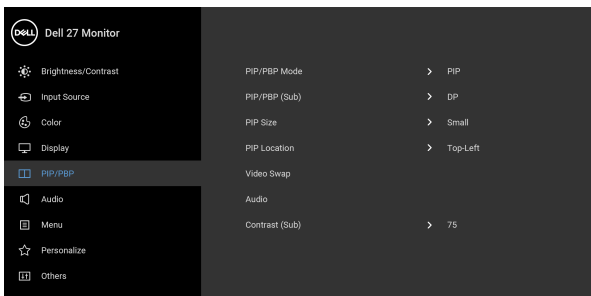 DELL Dell 27 Monitor
Brightness/Contrast
Input Source
Color
Display
PIP/PBP
Audio
Menu
Personalize
Others
PIP/PBP Mode > PIP
PIP/PBP (Sub) > DP
PIP Size > Small
PIP Location > Top-Left
Video Swap
Audio
Contrast (Sub) > 75